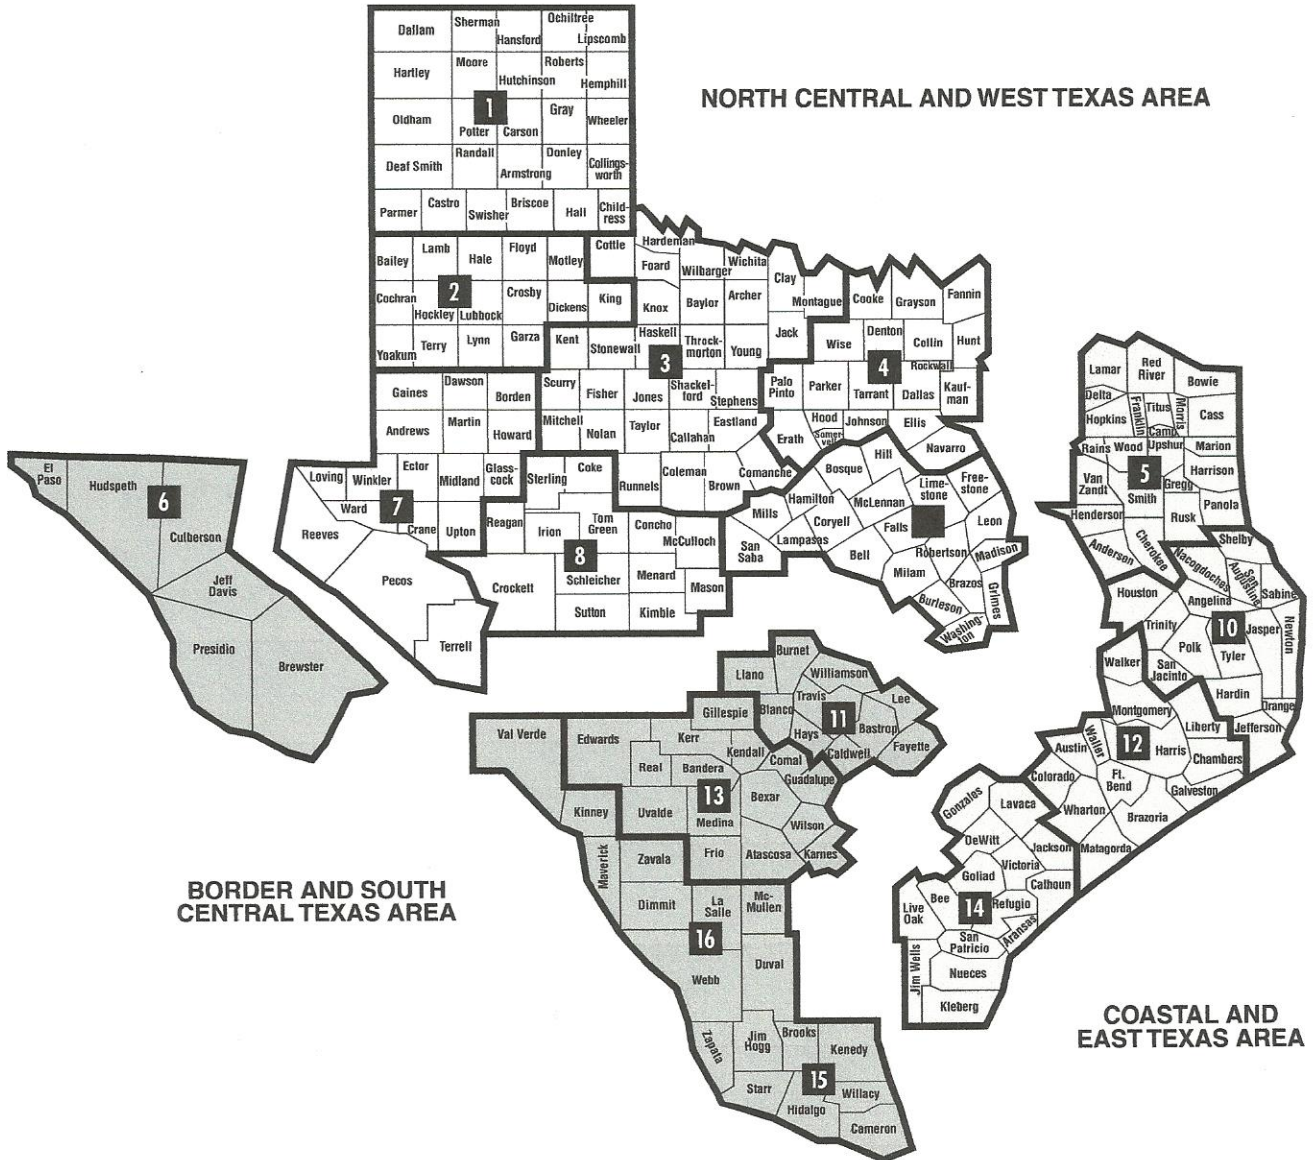 NORTH CENTRAL AND WEST TEXAS AREA
Dallam
Sherman
Hansford
Ochiltree
Lipscomb
Hartley
Moore
Hutchinson
Roberts
Hemphill
1
Oldham
Potter
Carson
Gray
Wheeler
Deaf Smith
Randall
Armstrong
Donley
Collings-
worth
Parmer
Castro
Swisher
Briscoe
Hall
Child-
ress
Bailey
Lamb
Hale
Floyd
Motley
2
Cochran
Hockley
Lubbock
Crosby
Dickens
Yoakum
Terry
Lynn
Garza
Cottle
Hardeman
Foard
Wilbarger
Wichita
Clay
Montague
King
Knox
Baylor
Archer
Jack
Kent
Stonewall
Haskell
Throck-
morton
Young
3
Scurry
Fisher
Jones
Shackel-
ford
Stephens
Mitchell
Nolan
Taylor
Callahan
Eastland
Runnels
Coleman
Brown
Comanche
Cooke
Grayson
Fannin
Wise
Denton
Collin
Hunt
4
Rockwall
Palo
Pinto
Parker
Tarrant
Dallas
Kauf-
man
Hood
Johnson
Ellis
Erath
Somer-
vell
Navarro
Gaines
Dawson
Borden
Andrews
Martin
Howard
Loving
Winkler
Ector
Midland
Glass-
cock
7
Ward
Crane
Upton
Reeves
Pecos
Terrell
Sterling
Coke
Reagan
Irion
Tom
Green
Concho
McCulloch
8
Crockett
Schleicher
Menard
Mason
Sutton
Kimble
Bosque
Hill
Hamilton
McLennan
Lime-
stone
Free-
stone
Mills
Coryell
Falls
Leon
San
Saba
Lampasas
Bell
Robertson
Madison
Milam
Brazos
Grimes
Burleson
Washing-
ton
El
Paso
Hudspeth
6
Culberson
Jeff
Davis
Presidio
Brewster
Lamar
Red
River
Bowie
Delta
Hopkins
Franklin
Titus
Morris
Cass
Camp
Rains
Wood
Upshur
Marion
5
Van
Zandt
Smith
Gregg
Harrison
Henderson
Rusk
Panola
Anderson
Cherokee
Shelby
Nacogdoches
San
Augustine
Sabine
Houston
Angelina
10
Trinity
Polk
Tyler
Jasper
Newton
San
Jacinto
Hardin
Orange
Jefferson
Walker
Montgomery
Liberty
Austin
Waller
12
Harris
Chambers
Colorado
Ft.
Bend
Galveston
Wharton
Brazoria
Matagorda
Gonzales
Lavaca
DeWitt
Jackson
Victoria
Goliad
Calhoun
Live
Oak
Bee
14
Refugio
Aransas
San
Patricio
Jim Wells
Nueces
Kleberg
COASTAL AND
EAST TEXAS AREA
Burnet
Llano
Williamson
Blanco
Travis
11
Lee
Bastrop
Hays
Caldwell
Fayette
Val Verde
Edwards
Kerr
Gillespie
Kendall
Real
Bandera
Comal
Guadalupe
13
Bexar
Kinney
Uvalde
Medina
Wilson
Frio
Atascosa
Karnes
Maverick
Zavala
Dimmit
La
Salle
Mc-
Mullen
16
Webb
Duval
Zapata
Jim
Hogg
Brooks
Kenedy
15
Starr
Hidalgo
Willacy
Cameron
BORDER AND SOUTH
CENTRAL TEXAS AREA